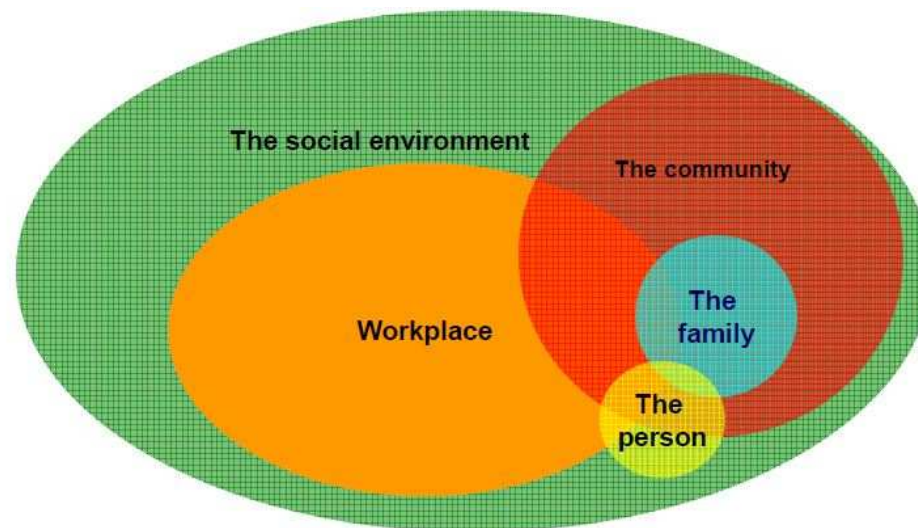 The social environment
The community
The
family
Workplace
The
person